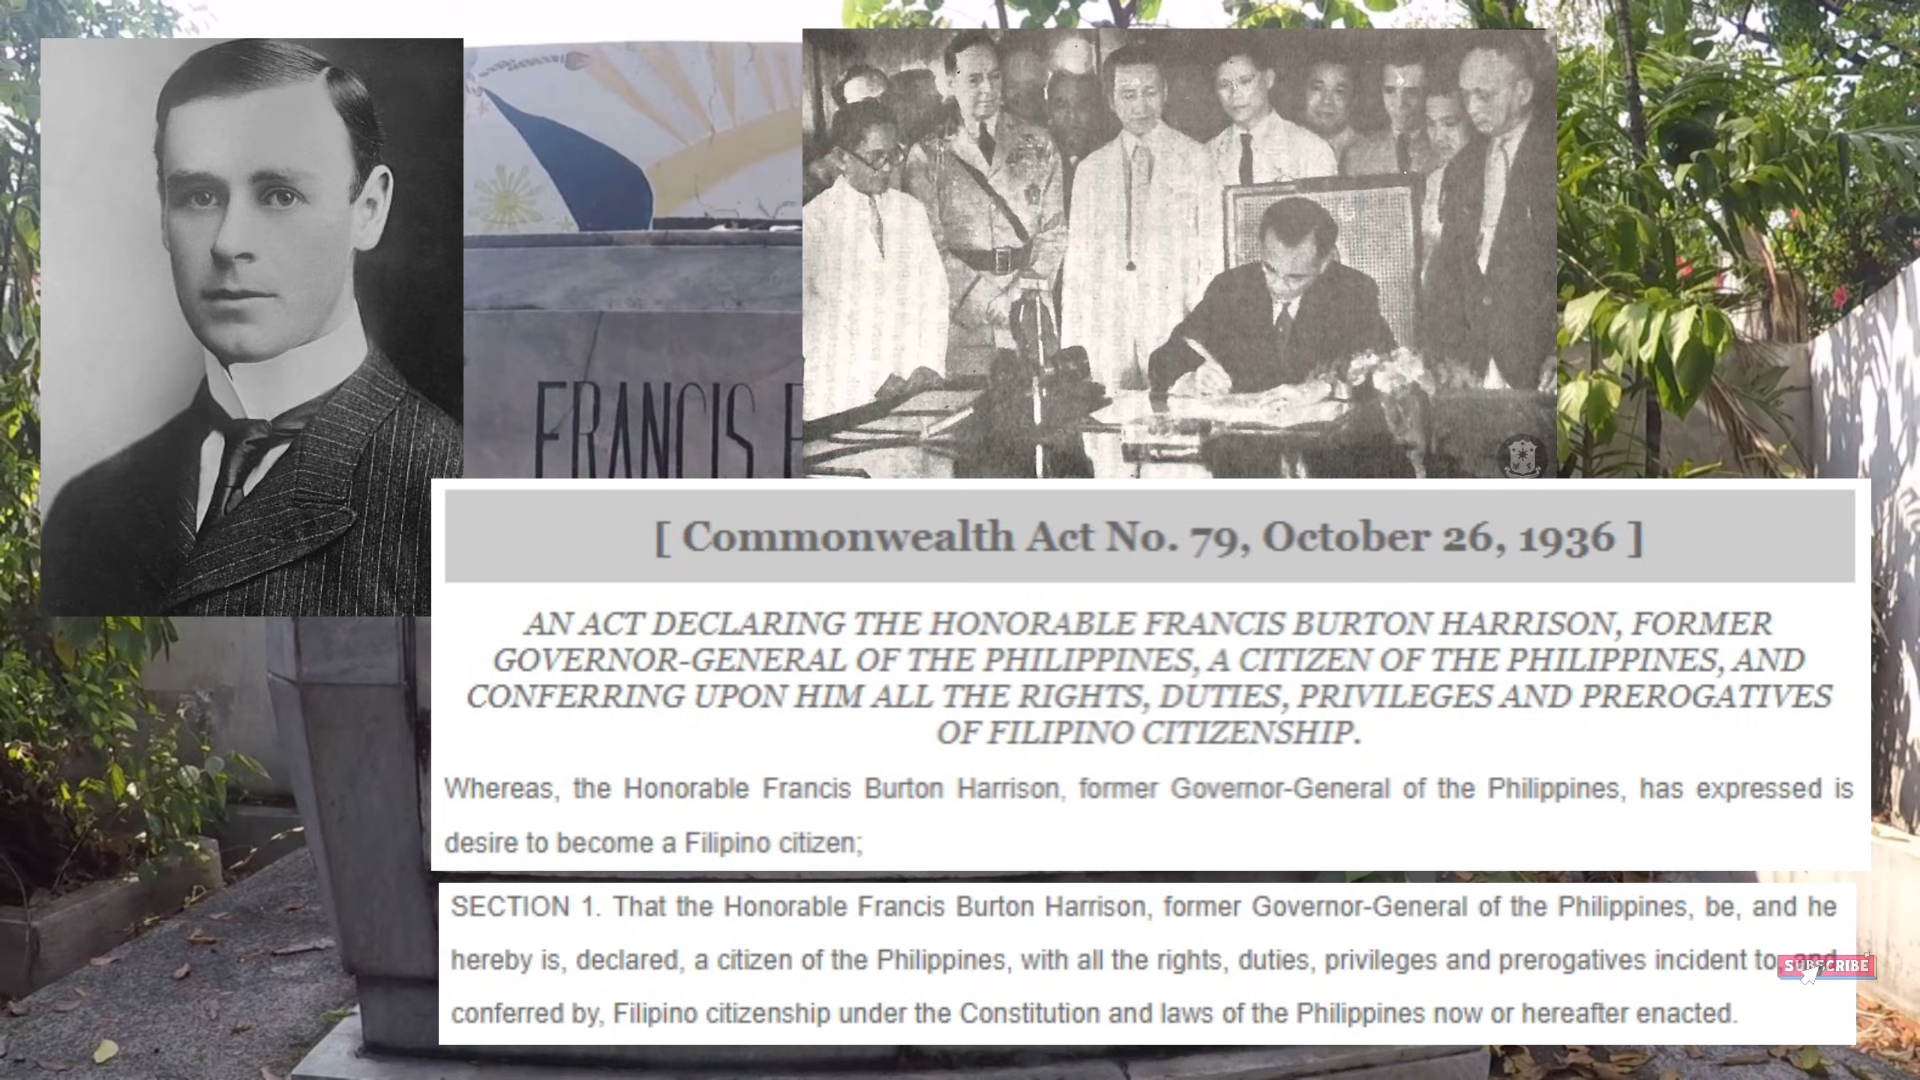 FRANCIS
[ Commonwealth Act No. 79, October 26, 1936 ]
AN ACT DECLARING THE HONORABLE FRANCIS BURTON HARRISON, FORMER
GOVERNOR-GENERAL OF THE PHILIPPINES, A CITIZEN OF THE PHILIPPINES, AND
CONFERRING UPON HIM ALL THE RIGHTS, DUTIES, PRIVILEGES AND PREROGATIVES
OF FILIPINO CITIZENSHIP.
Whereas, the Honorable Francis Burton Harrison, former Governor-General of the Philippines, has expressed is
desire to become a Filipino citizen;
SECTION 1. That the Honorable Francis Burton Harrison, former Governor-General of the Philippines, be, and he
hereby is, declared, a citizen of the Philippines, with all the rights, duties, privileges and prerogatives incident to, and
SUBSCRIBE
conferred by, Filipino citizenship under the Constitution and laws of the Philippines now or hereafter enacted.